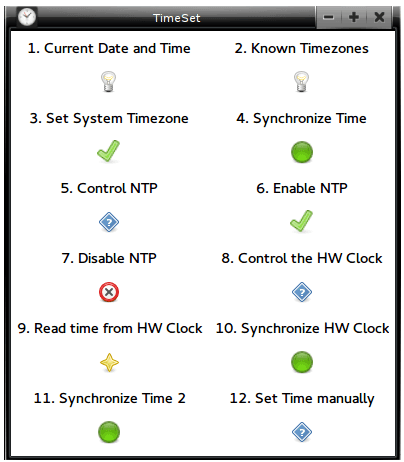 TimeSet
1. Current Date and Time
2. Known Timezones
3. Set System Timezone
4. Synchronize Time
5. Control NTP
6. Enable NTP
7. Disable NTP
8. Control the HW Clock
9. Read time from HW Clock
10. Synchronize HW Clock
11. Synchronize Time 2
12. Set Time manually